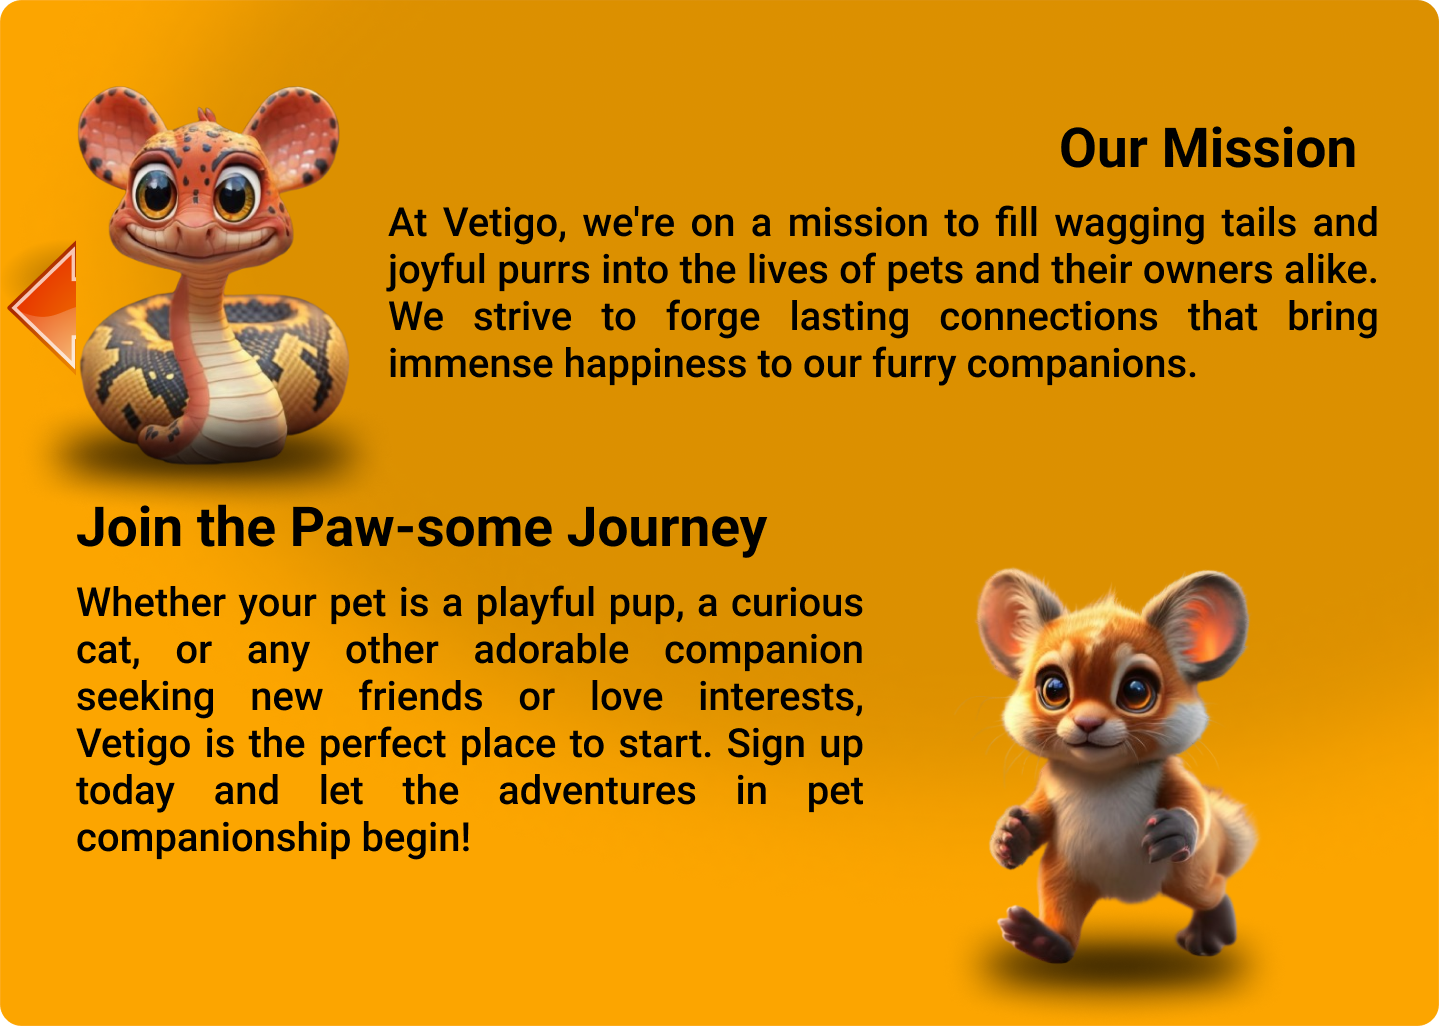 Our Mission
At Vetigo, we're on a mission to fill wagging tails and
joyful purrs into the lives of pets and their owners alike.
We strive to forge lasting connections that bring
immense happiness to our furry companions.
Join the Paw-some Journey
Whether your pet is a playful pup, a curious
cat, or any other adorable companion
seeking new friends or love interests,
Vetigo is the perfect place to start. Sign up
today and let the adventures in pet
companionship begin!